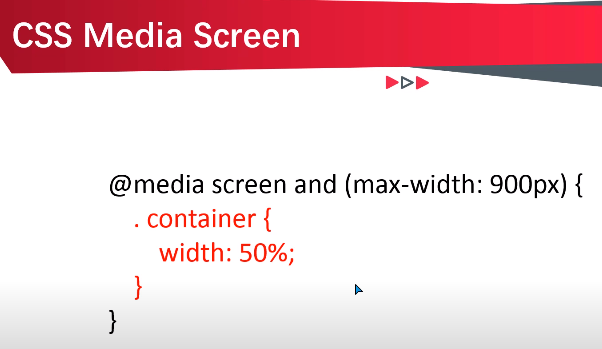 CSS Media Screen
@media screen and (max-width: 900px) {
. container {
width: 50%;
}
}